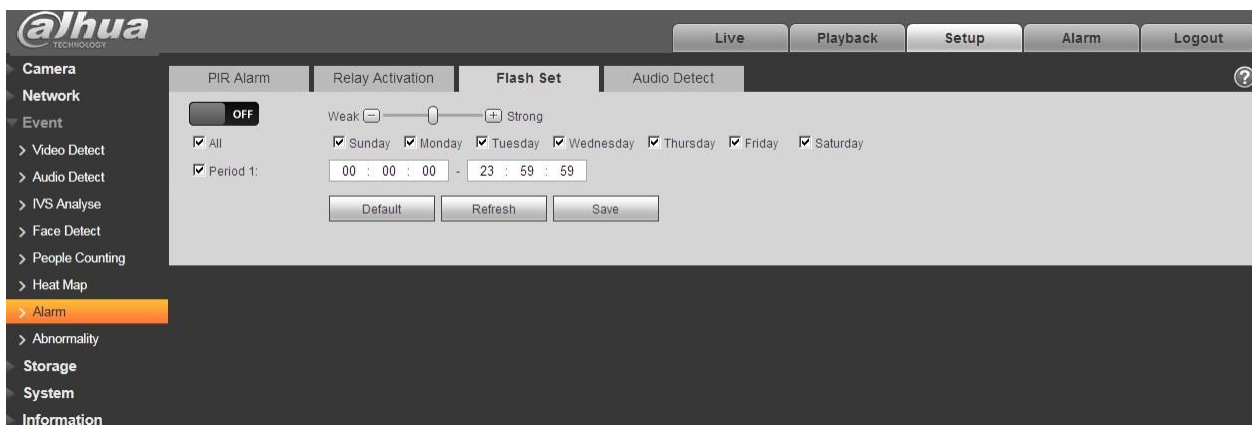 alhua
TECHNOLOGY
Live Playback Setup Alarm Logout
Camera
Network
Event
> Video Detect
> Audio Detect
> IVS Analyse
> Face Detect
> People Counting
> Heat Map
> Alarm
> Abnormality
Storage
System
Information
PIR Alarm Relay Activation Flash Set Audio Detect
?
OFF Weak - + Strong
All Sunday Monday Tuesday Wednesday Thursday Friday Saturday
Period 1: 00 : 00 : 00 - 23 : 59 : 59
Default Refresh Save